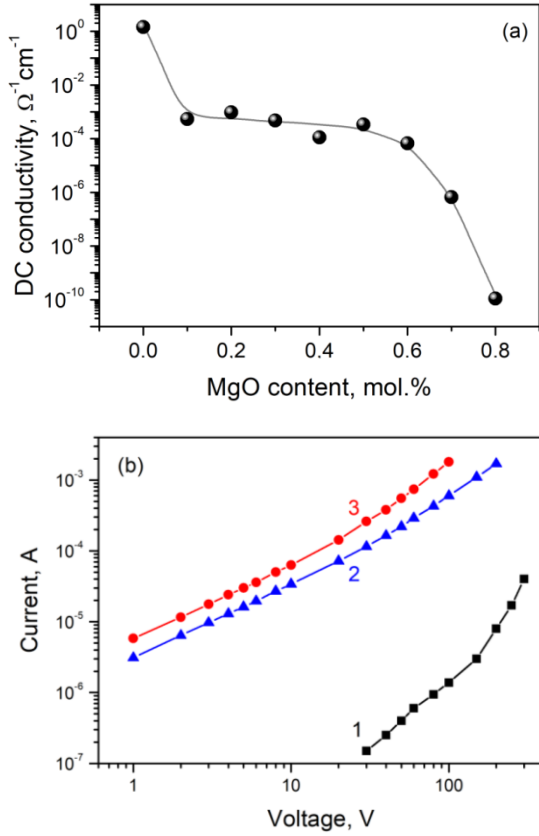 (a)
DC conductivity, Ω⁻¹cm⁻¹
10⁰
10⁻²
10⁻⁴
10⁻⁶
10⁻⁸
10⁻¹⁰
0.0 0.2 0.4 0.6 0.8
MgO content, mol.%
(b)
Current, A
10⁻³
10⁻⁴
10⁻⁵
10⁻⁶
10⁻⁷
3
2
1
1 10 100
Voltage, V